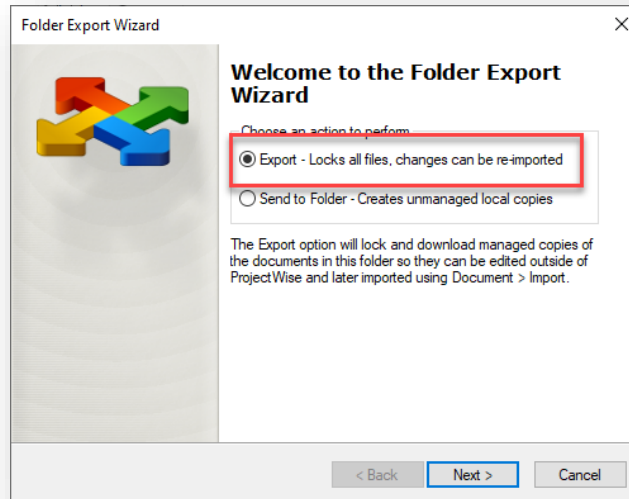 Folder Export Wizard
Welcome to the Folder Export
Wizard
Choose an action to perform
Export - Locks all files, changes can be re-imported
Send to Folder - Creates unmanaged local copies
The Export option will lock and download managed copies of
the documents in this folder so they can be edited outside of
ProjectWise and later imported using Document > Import.
< Back
Next >
Cancel